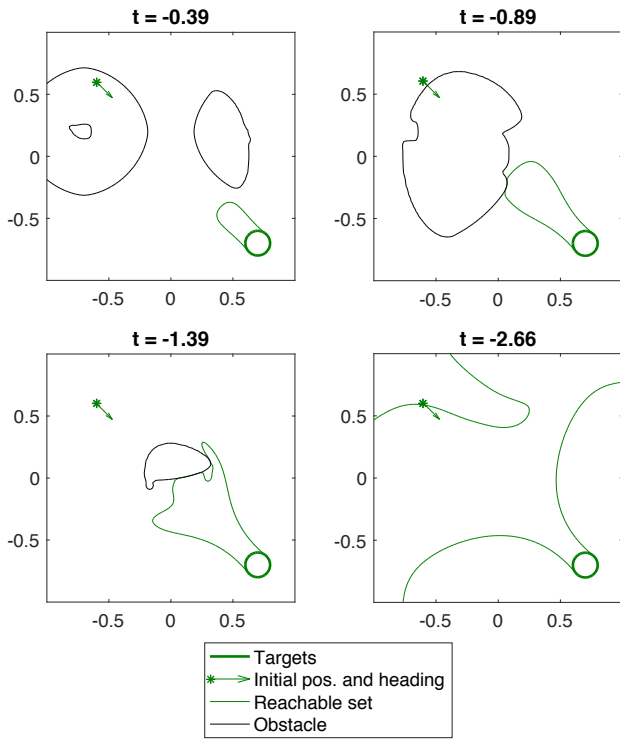 t = -0.39
t = -0.89
0.5
0
-0.5
-0.5 0 0.5
0.5
0
-0.5
-0.5 0 0.5
t = -1.39
t = -2.66
0.5
0
-0.5
-0.5 0 0.5
0.5
0
-0.5
-0.5 0 0.5
Targets
Initial pos. and heading
Reachable set
Obstacle